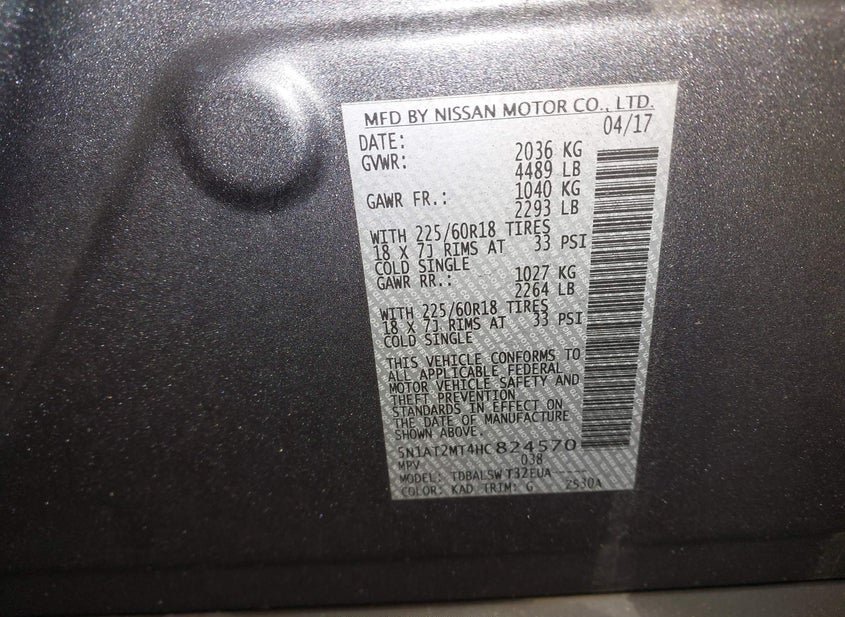 MFD BY NISSAN MOTOR CO., LTD.
DATE: 04/17
GVWR: 2036 KG
4489 LB
GAWR FR.: 1040 KG
2293 LB
WITH 225/60R18 TIRES
18 X 7J RIMS AT 33 PSI
COLD SINGLE
GAWR RR.: 1027 KG
2264 LB
WITH 225/60R18 TIRES
18 X 7J RIMS AT 33 PSI
COLD SINGLE
THIS VEHICLE CONFORMS TO
ALL APPLICABLE FEDERAL
MOTOR VEHICLE SAFETY AND
THEFT PREVENTION
STANDARDS IN EFFECT ON
THE DATE OF MANUFACTURE
SHOWN ABOVE.
5N1AT2MT4HC824570
MPV 038
MODEL: TDBALSW T32EUA----
COLOR: KAD TRIM: G 2530A